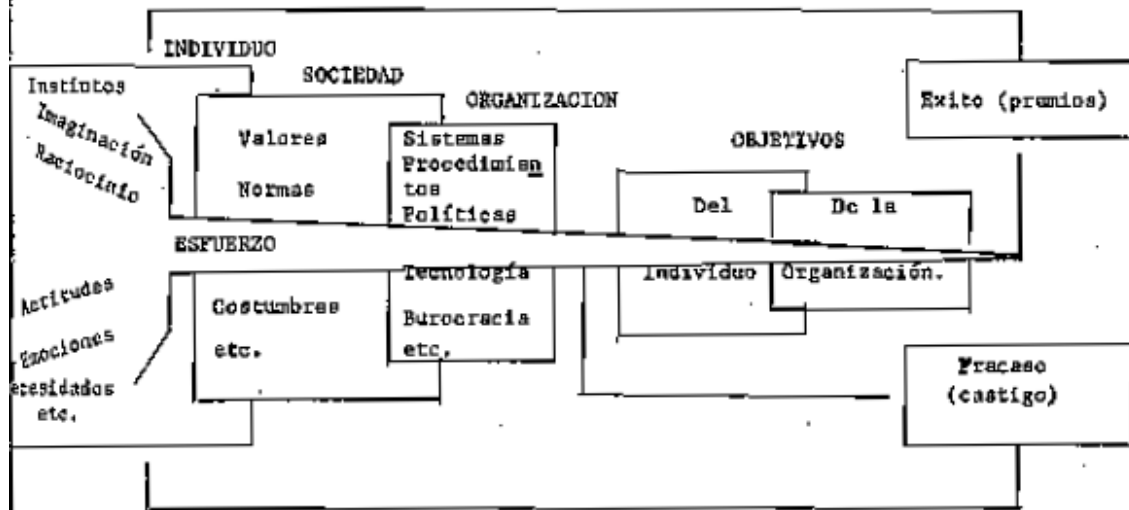 INDIVIDUO
Instintos
Imaginación
Raciocinio
SOCIEDAD
Valores
Normas
ORGANIZACION
Sistemas
Procedimien
tos
Políticas
OBJETIVOS
Del
De la
Exito (premios)
ESFUERZO
Actitudes
Emociones
ecesidades
etc.
Costumbres
etc.
Tecnología
Burocracia
etc.
Individuo
Organización.
Fracaso
(castigo)